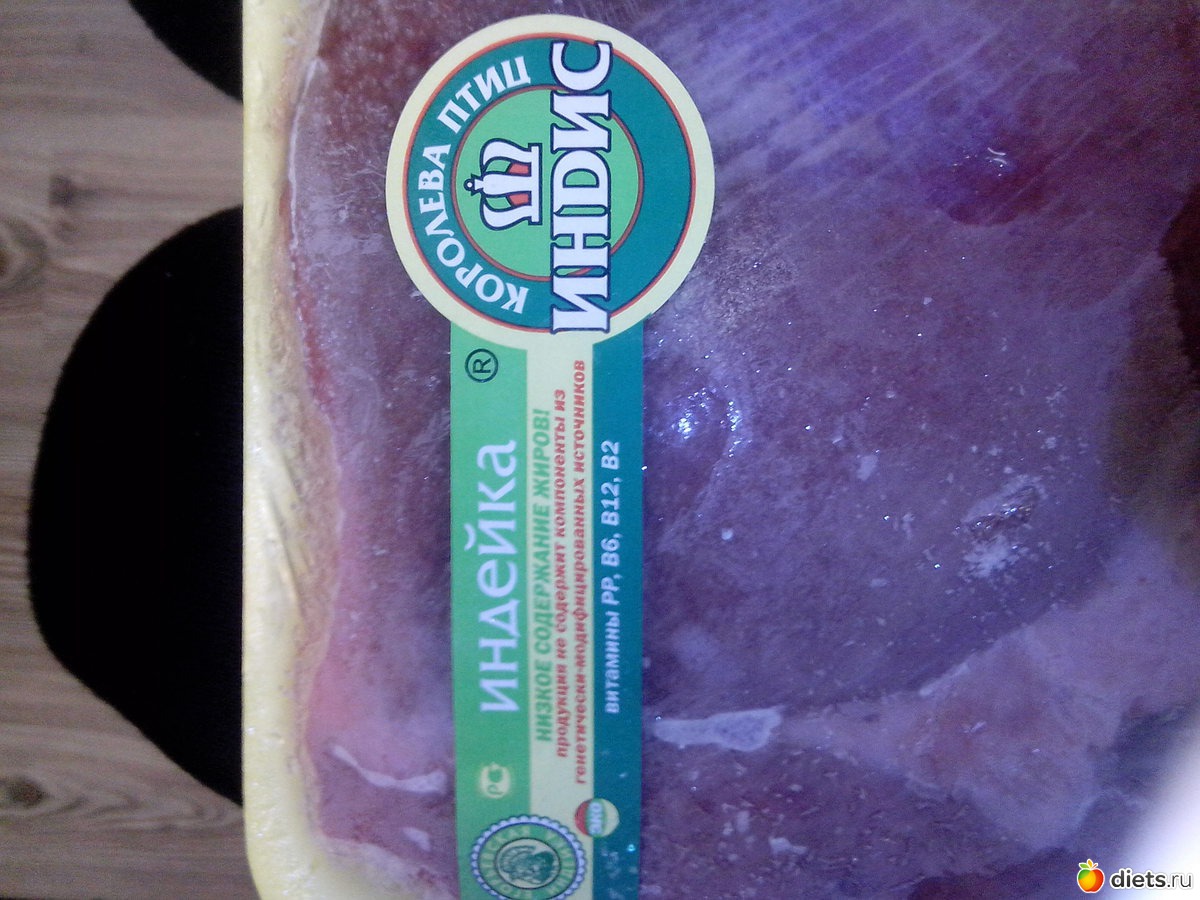 КОРОЛЕВА ПТИЦ
ИНДИС
®
ИНДЕЙКА
НИЗКОЕ СОДЕРЖАНИЕ ЖИРОВ!
продукция не содержит компоненты из
генетически-модифицированных источников
витамины PP, B6, B12, B2
РС
ЭКО
diets.ru